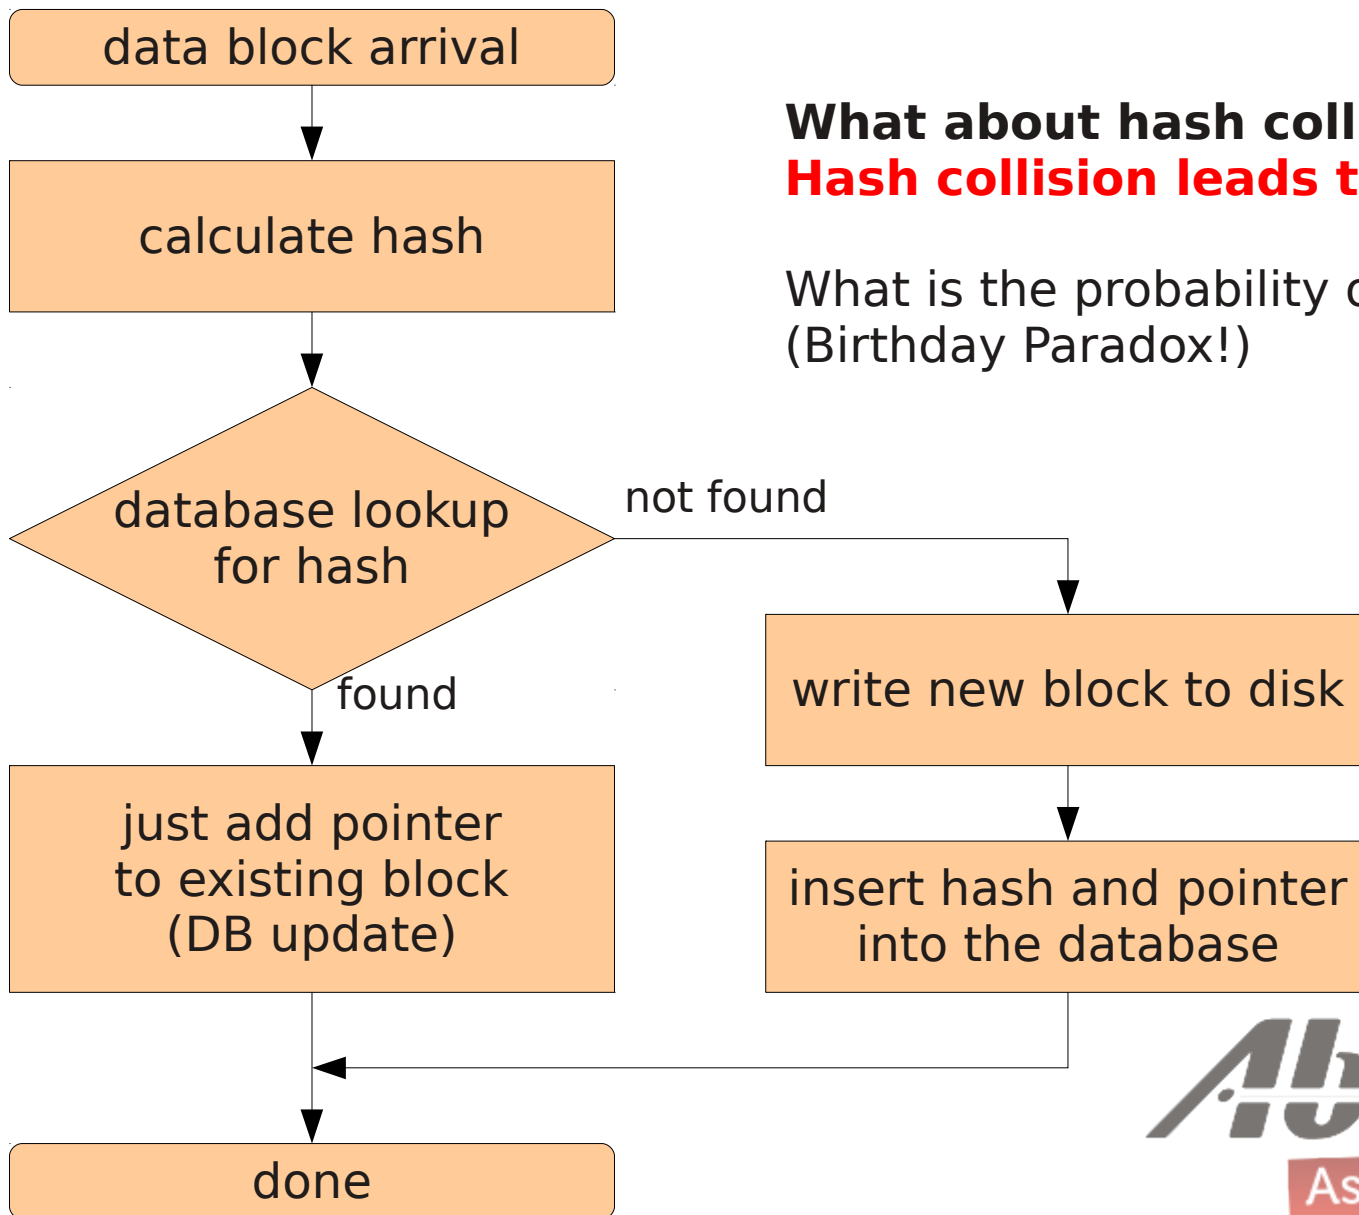 data block arrival
calculate hash
database lookup
for hash
not found
found
just add pointer
to existing block
(DB update)
write new block to disk
insert hash and pointer
into the database
done
What about hash
Hash collision leads
What is the probability
(Birthday Paradox!)